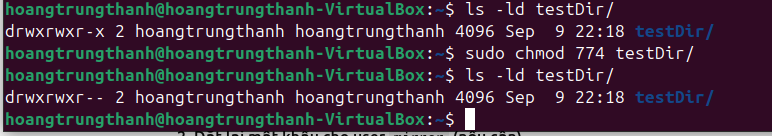 hoangtrungthanh@hoangtrungthanh-VirtualBox:~$ ls -ld testDir/
drwxrwxr-x 2 hoangtrungthanh hoangtrungthanh 4096 Sep  9 22:18 testDir/
hoangtrungthanh@hoangtrungthanh-VirtualBox:~$ sudo chmod 774 testDir/
hoangtrungthanh@hoangtrungthanh-VirtualBox:~$ ls -ld testDir/
drwxrwxr-- 2 hoangtrungthanh hoangtrungthanh 4096 Sep  9 22:18 testDir/
hoangtrungthanh@hoangtrungthanh-VirtualBox:~$